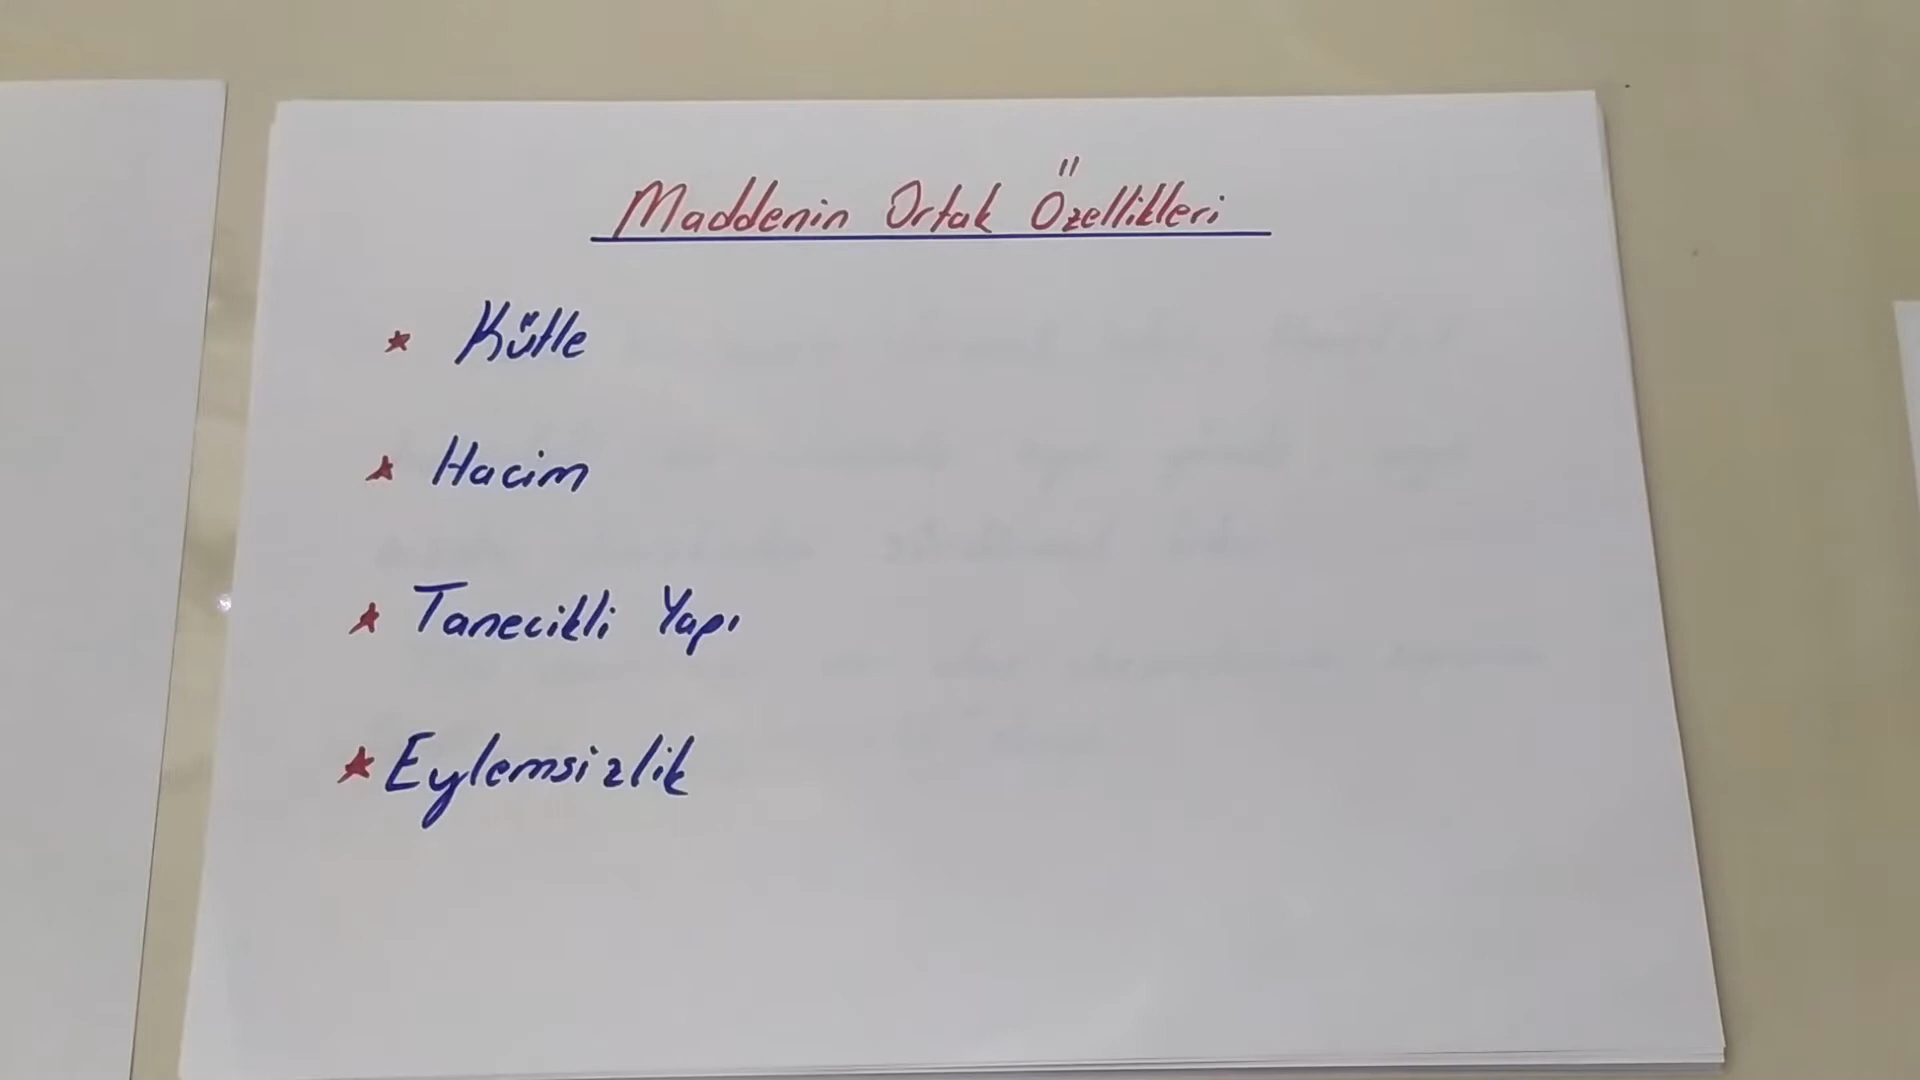 Maddenin Ortak Özellikleri
★ Kütle
★ Hacim
★ Tanecikli Yapı
★ Eylemsizlik